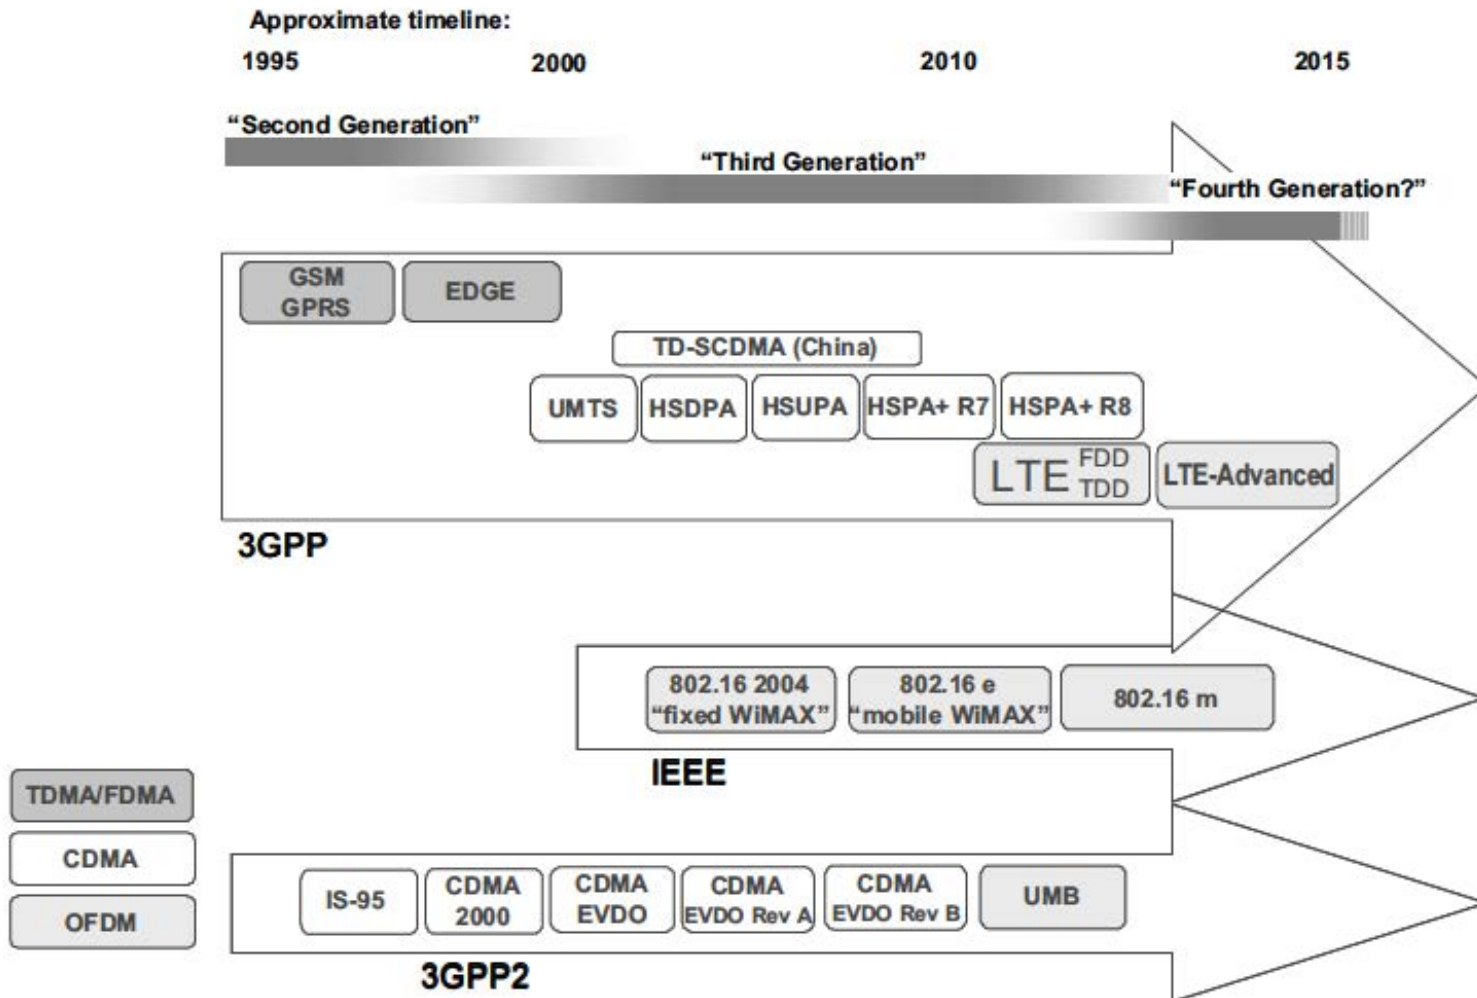 Approximate timeline:
1995 2000 2010 2015
“Second Generation”
“Third Generation”
“Fourth Generation?”
GSM
GPRS
EDGE
TD-SCDMA (China)
UMTS HSDPA HSUPA HSPA+ R7 HSPA+ R8
LTE FDD
TDD
LTE-Advanced
3GPP
802.16 2004
“fixed WiMAX”
802.16 e
“mobile WiMAX”
802.16 m
IEEE
TDMA/FDMA
CDMA
OFDM
IS-95
CDMA
2000
CDMA
EVDO
CDMA
EVDO Rev A
CDMA
EVDO Rev B
UMB
3GPP2